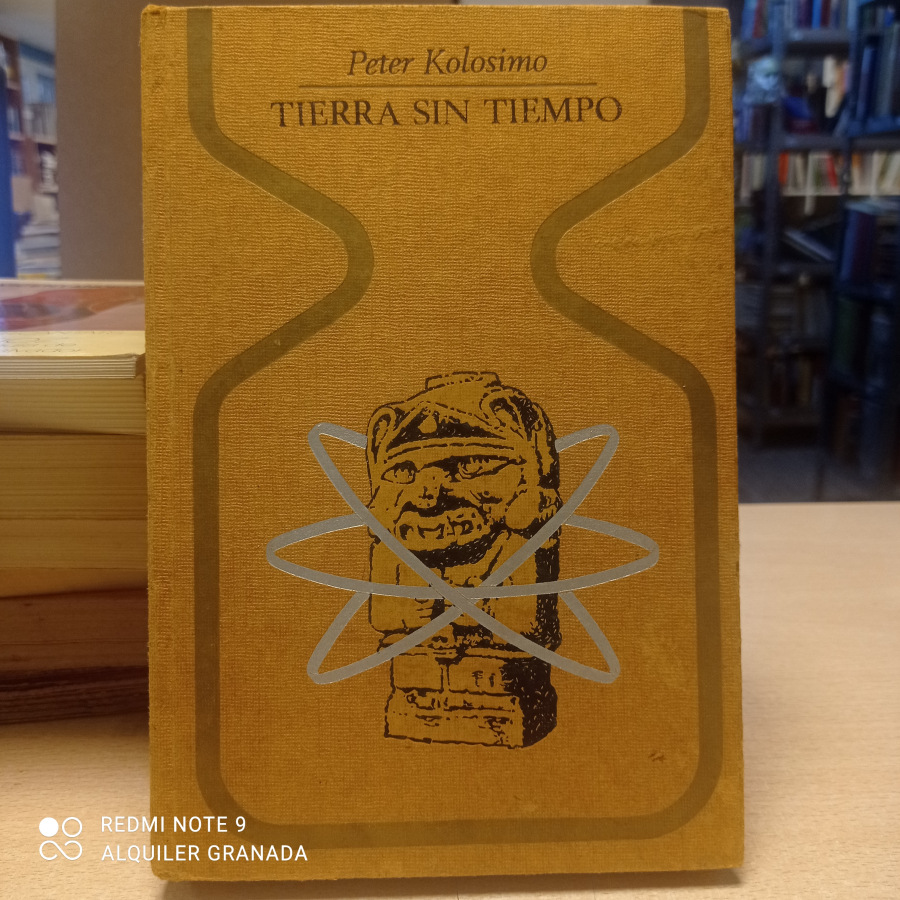 Peter Kolosimo
TIERRA SIN TIEMPO
REDMI NOTE 9
ALQUILER GRANADA